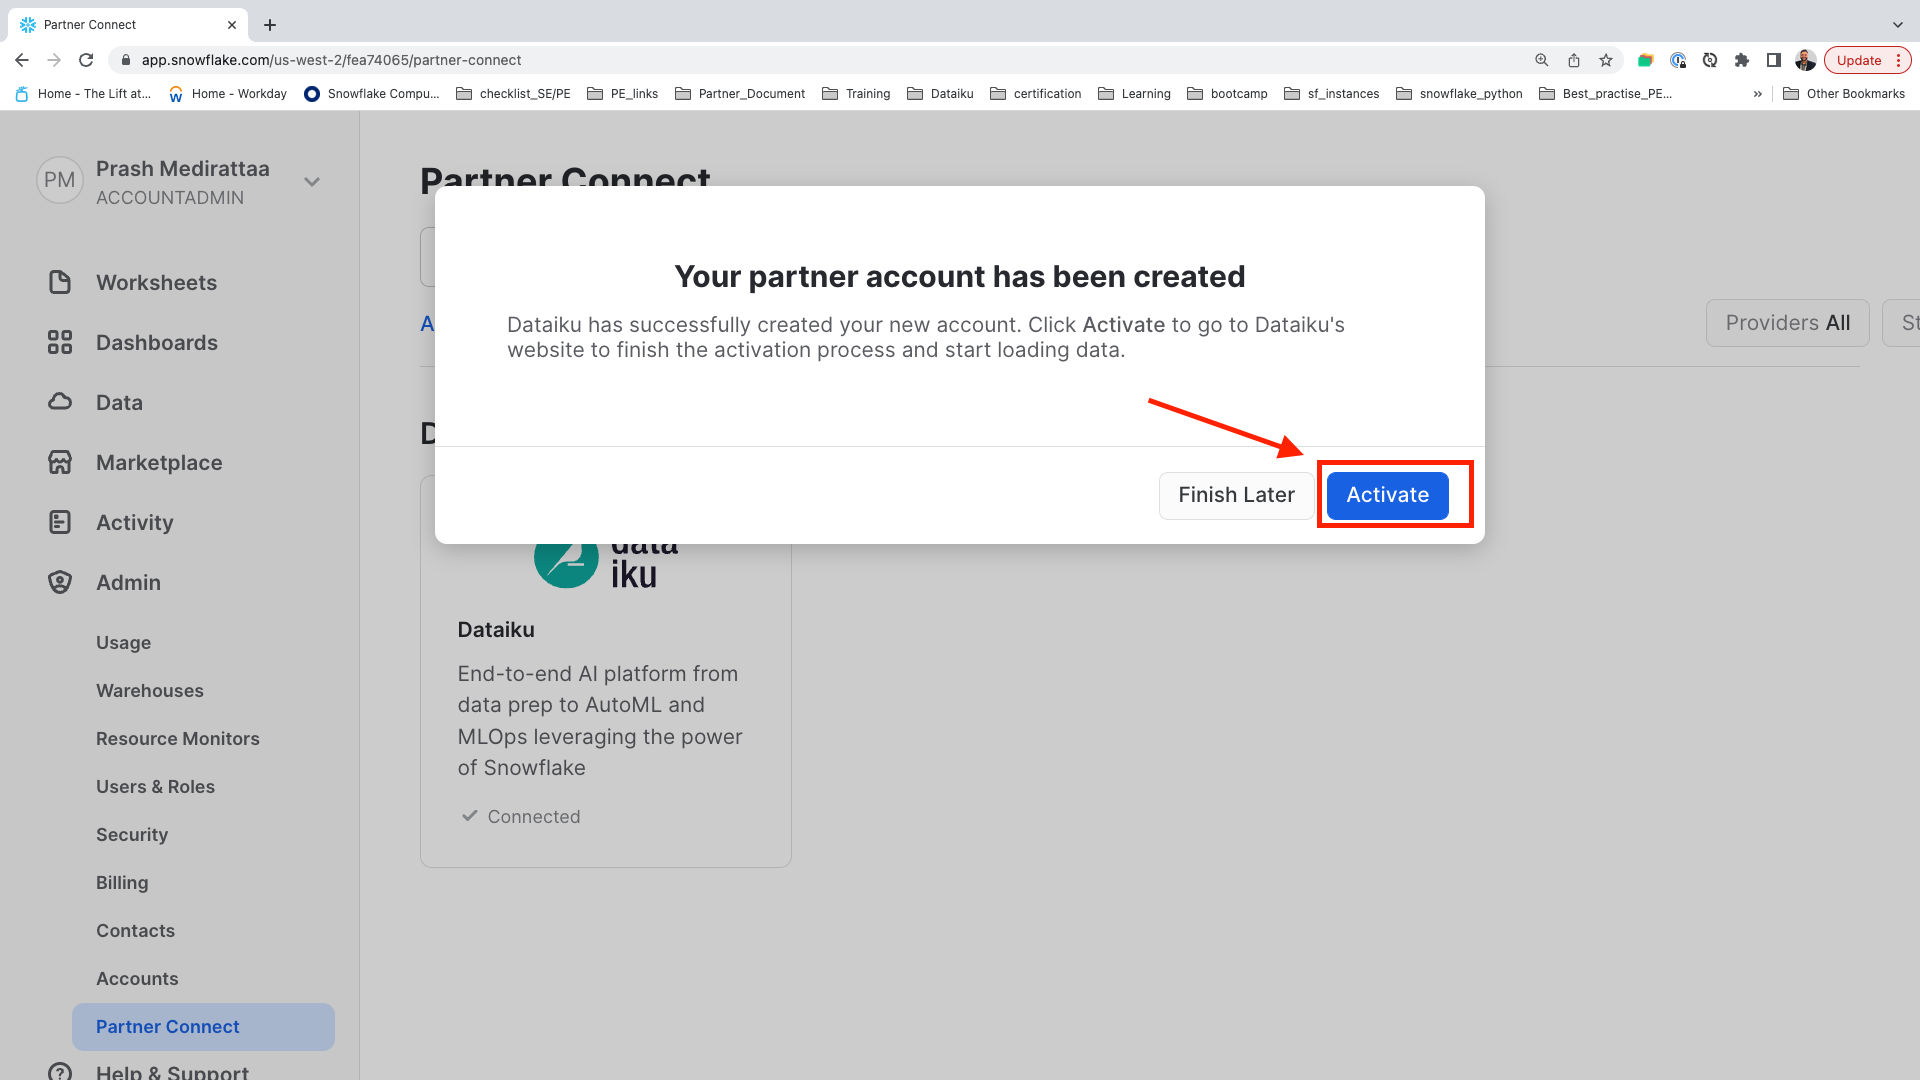 Partner Connect
app.snowflake.com/us-west-2/fea74065/partner-connect
Update
Home - The Lift at...
Home - Workday
Snowflake Compu...
checklist_SE/PE
PE_links
Partner_Document
Training
Dataiku
certification
Learning
bootcamp
sf_instances
snowflake_python
Best_practise_PE...
»
Other Bookmarks
PM
Prash Medirattaa
ACCOUNTADMIN
Worksheets
Dashboards
Data
Marketplace
Activity
Admin
Usage
Warehouses
Resource Monitors
Users & Roles
Security
Billing
Contacts
Accounts
Partner Connect
Help & Support
Partner Connect
A
Providers All
St
D
Your partner account has been created
Dataiku has successfully created your new account. Click Activate to go to Dataiku's
website to finish the activation process and start loading data.
Finish Later
Activate
data
iku
Dataiku
End-to-end AI platform from
data prep to AutoML and
MLOps leveraging the power
of Snowflake
Connected